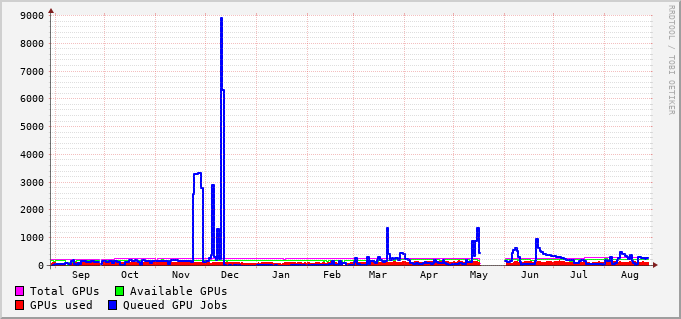 9000
8000
7000
6000
5000
4000
3000
2000
1000
0
Sep Oct Nov Dec Jan Feb Mar Apr May Jun Jul Aug
Total GPUs Available GPUs
GPUs used Queued GPU Jobs
RRDTOOL / TOBI OETIKER